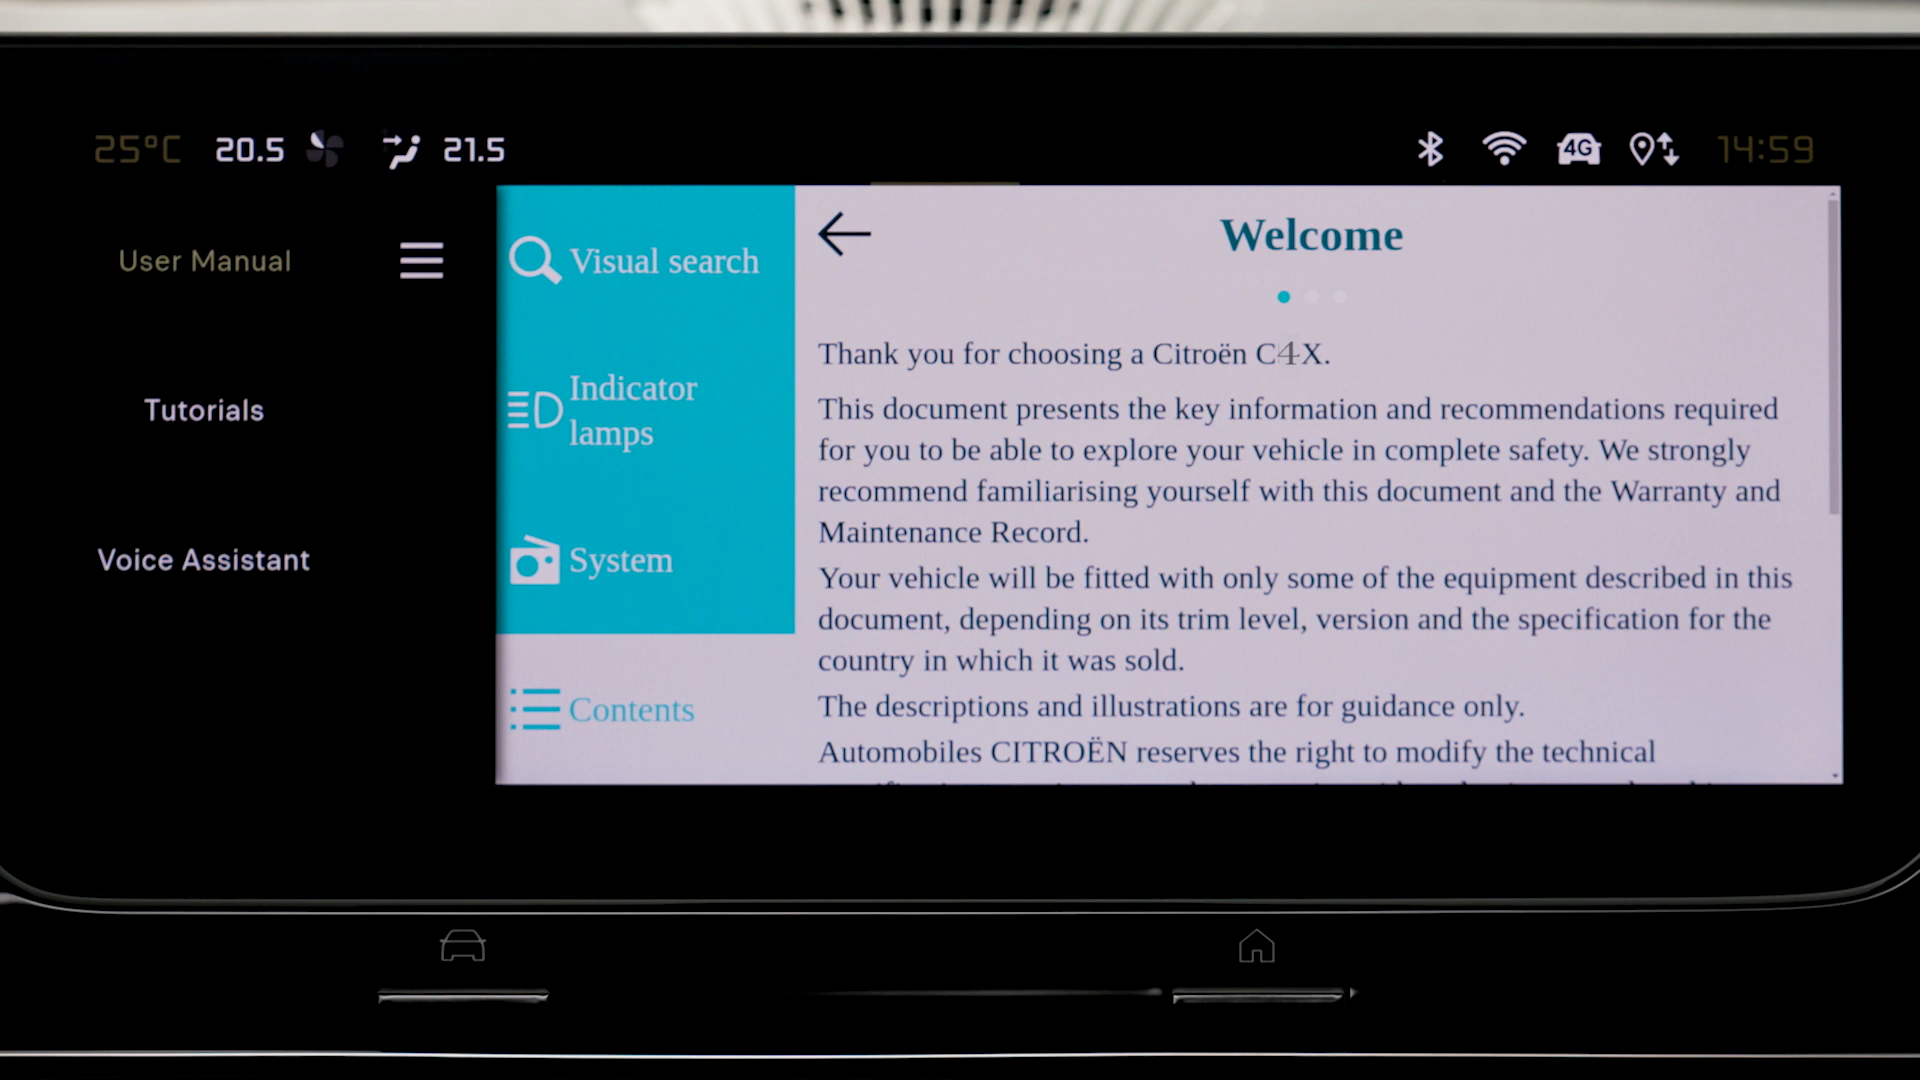 25°C 20.5 21.5 4G 14:59
User Manual
Tutorials
Voice Assistant
Visual search
Indicator
lamps
System
Contents
Welcome
Thank you for choosing a Citroën C4X.
This document presents the key information and recommendations required
for you to be able to explore your vehicle in complete safety. We strongly
recommend familiarising yourself with this document and the Warranty and
Maintenance Record.
Your vehicle will be fitted with only some of the equipment described in this
document, depending on its trim level, version and the specification for the
country in which it was sold.
The descriptions and illustrations are for guidance only.
Automobiles CITROËN reserves the right to modify the technical